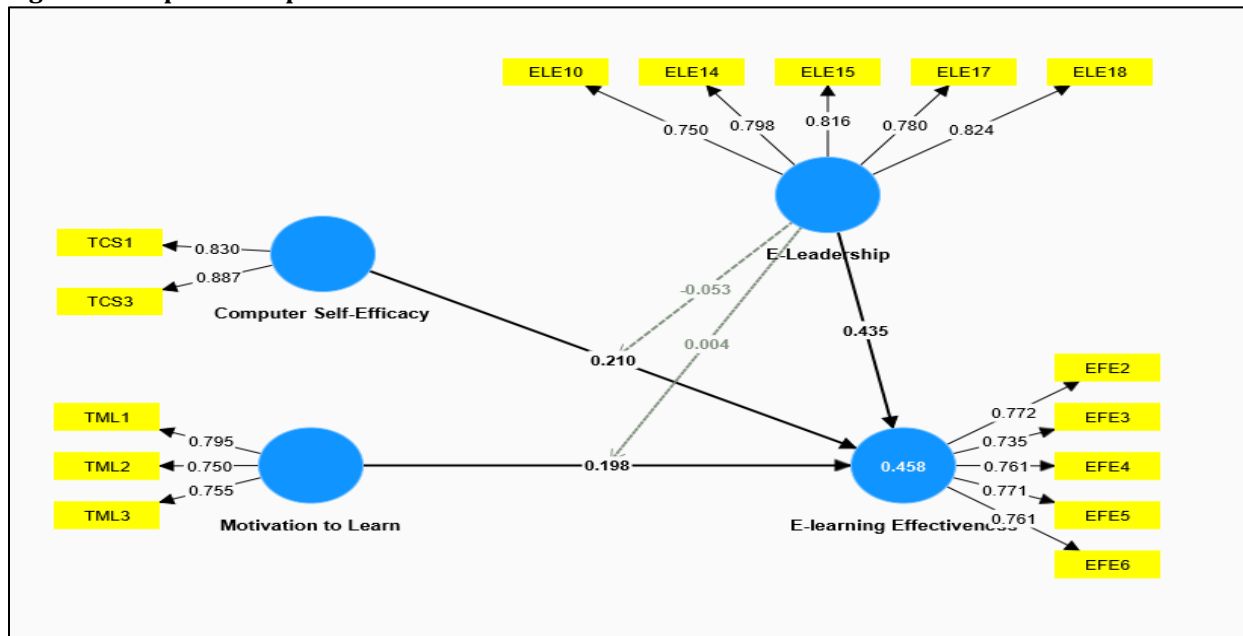 ELE10
ELE14
ELE15
ELE17
ELE18
0.750
0.798
0.816
0.780
0.824
E-Leadership
TCS1
0.830
TCS3
0.887
Computer Self-Efficacy
-0.053
0.004
0.435
0.210
TML1
0.795
TML2
0.750
TML3
0.755
Motivation to Learn
0.198
0.458
E-learning Effectiveness
EFE2
0.772
EFE3
0.735
EFE4
0.761
EFE5
0.771
EFE6
0.761